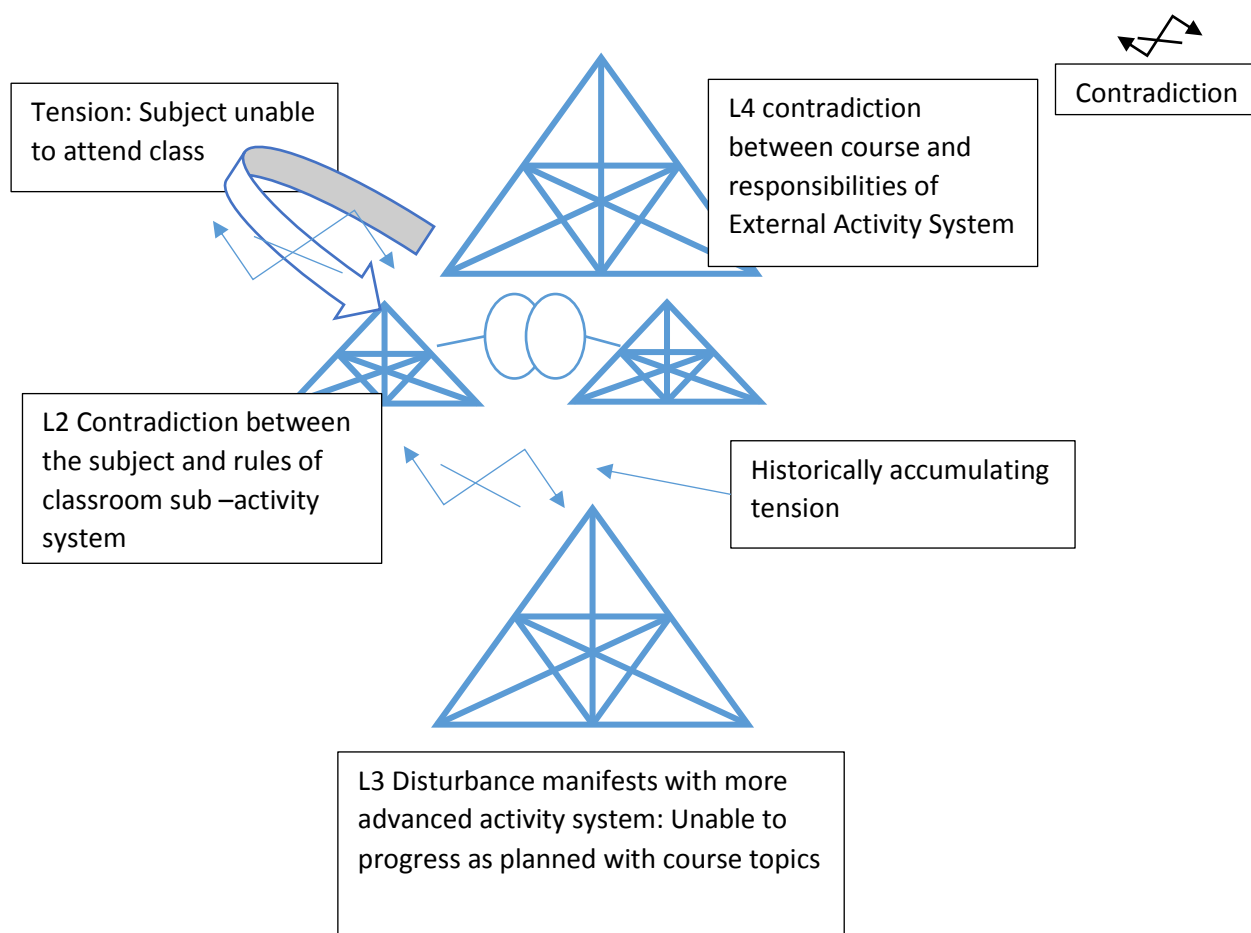 Contradiction
Tension: Subject unable
to attend class
L4 contradiction
between course and
responsibilities of
External Activity System
L2 Contradiction between
the subject and rules of
classroom sub –activity
system
Historically accumulating
tension
L3 Disturbance manifests with more
advanced activity system: Unable to
progress as planned with course topics